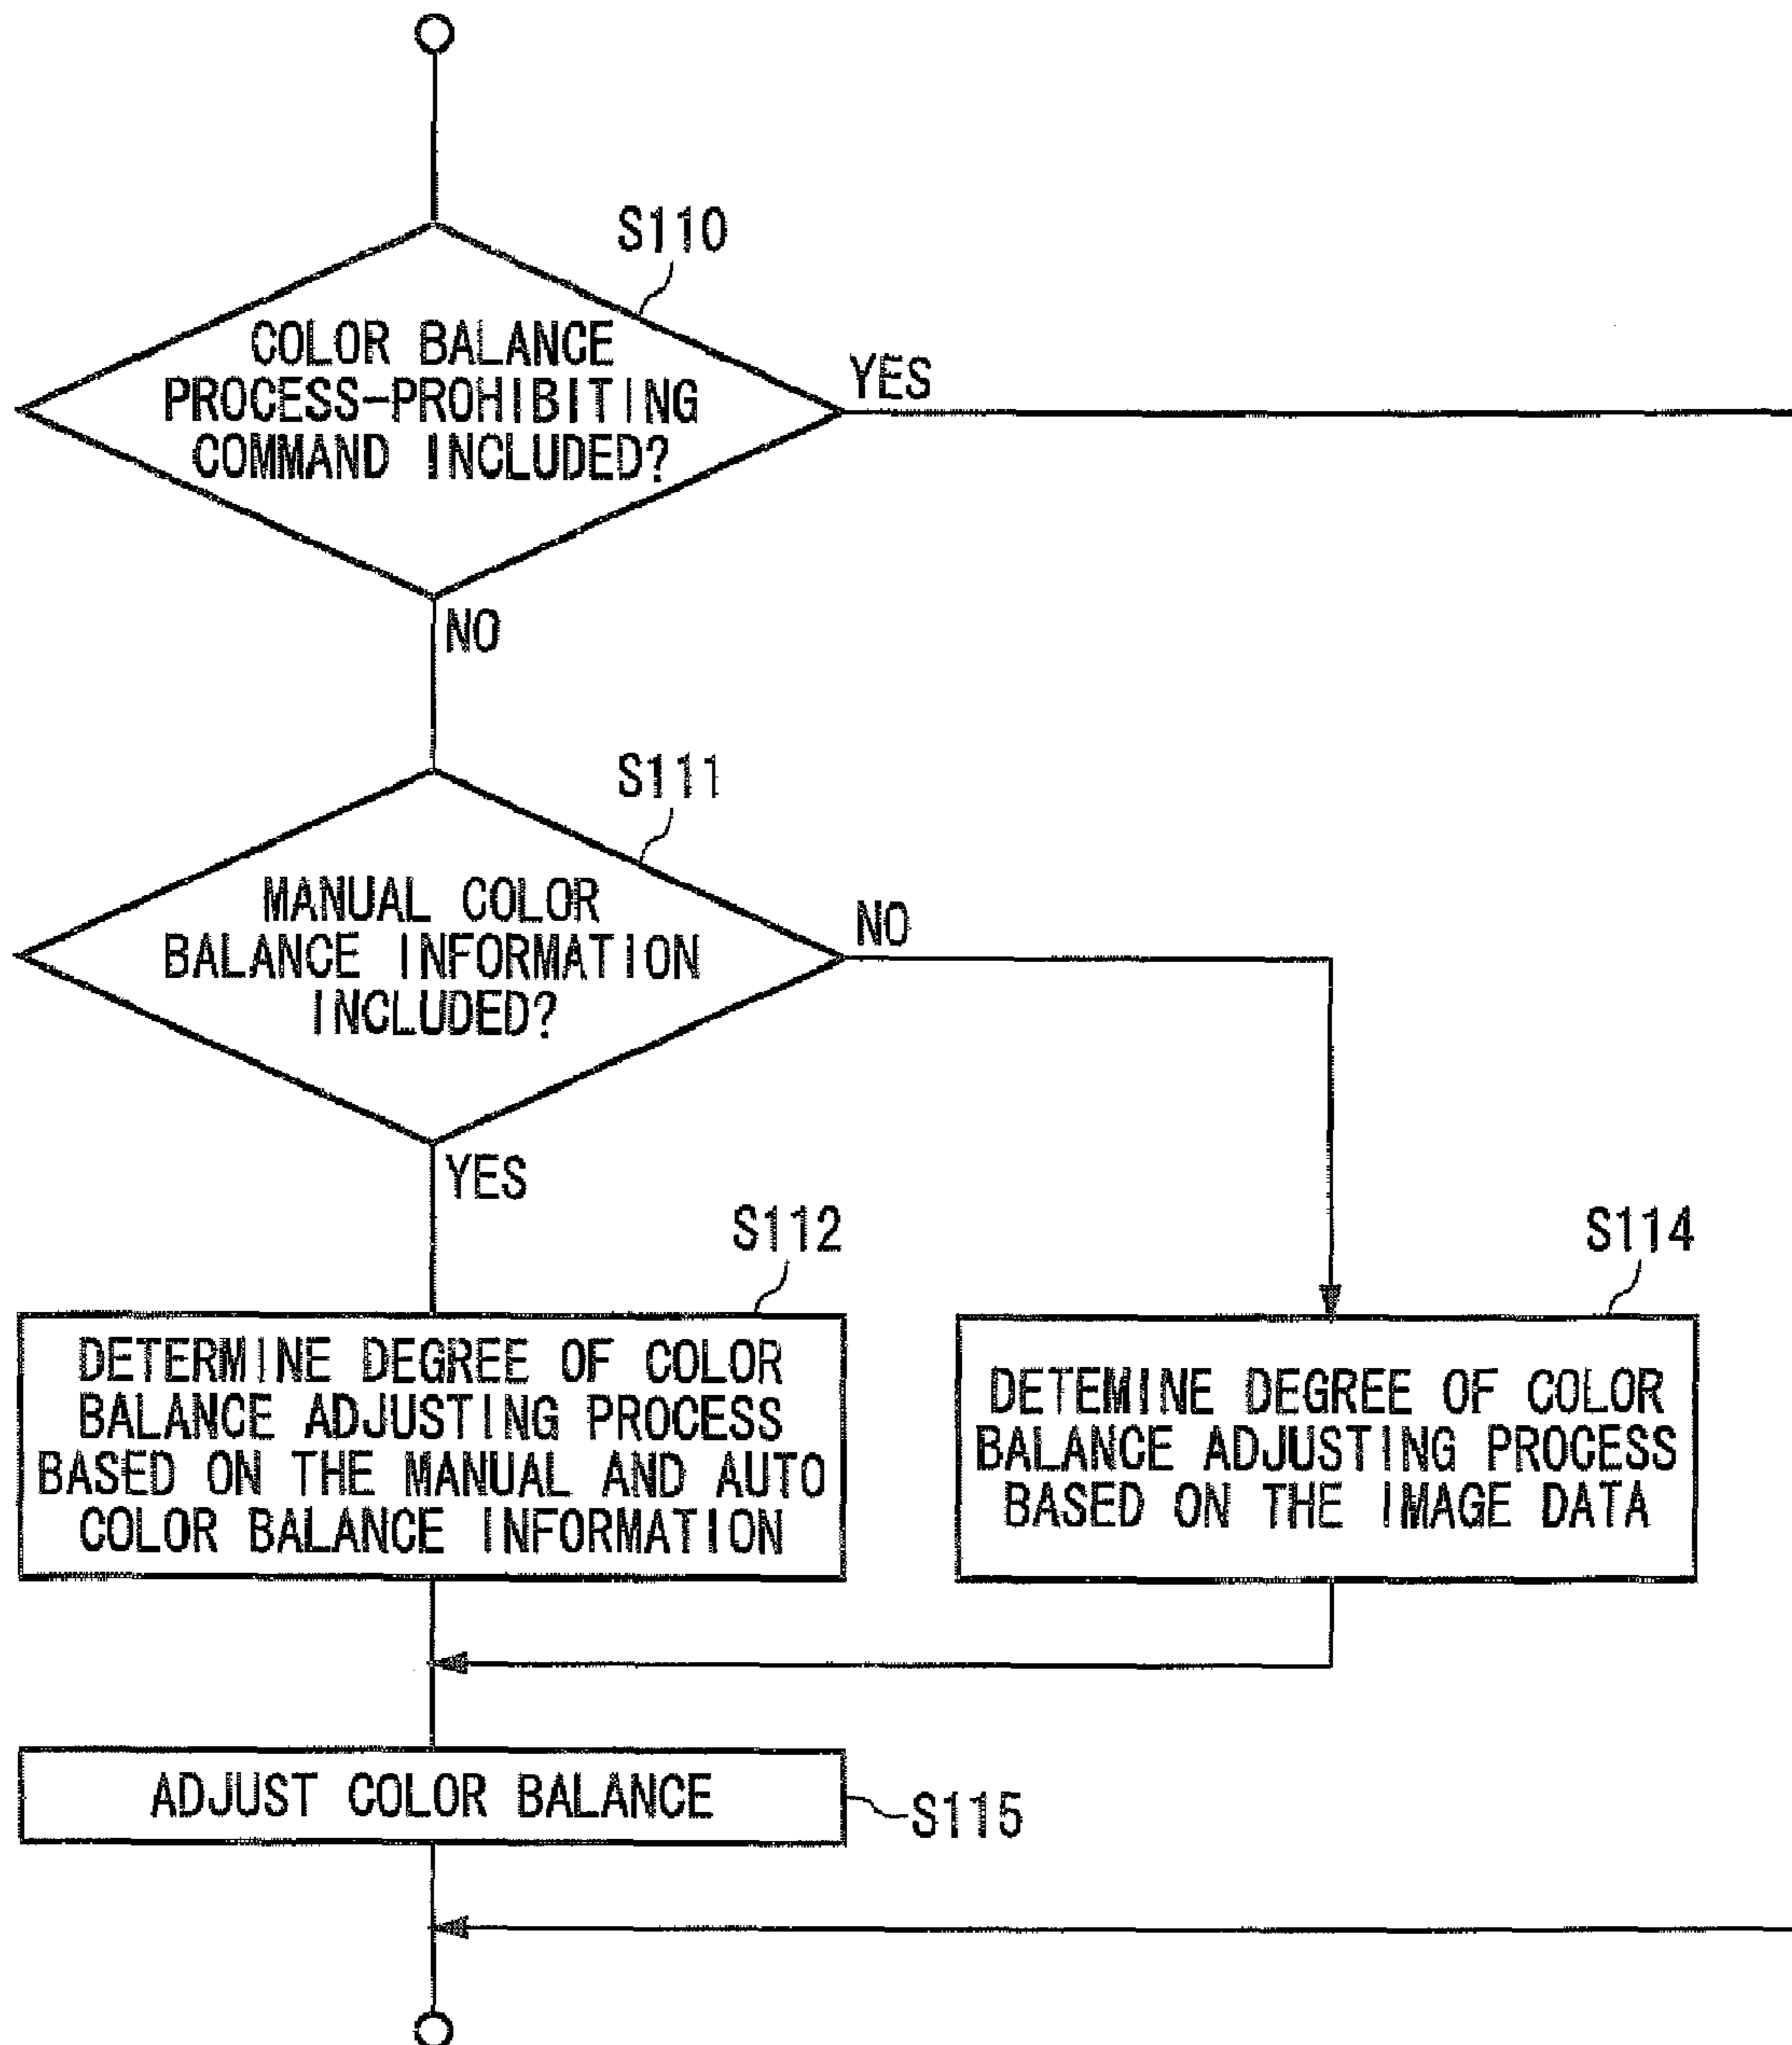 S110
COLOR BALANCE
PROCESS-PROHIBITING
COMMAND INCLUDED?
YES
NO
S111
MANUAL COLOR
BALANCE INFORMATION
INCLUDED?
NO
YES
S112
DETERMINE DEGREE OF COLOR
BALANCE ADJUSTING PROCESS
BASED ON THE MANUAL AND AUTO
COLOR BALANCE INFORMATION
S114
DETEMINE DEGREE OF COLOR
BALANCE ADJUSTING PROCESS
BASED ON THE IMAGE DATA
ADJUST COLOR BALANCE
S115